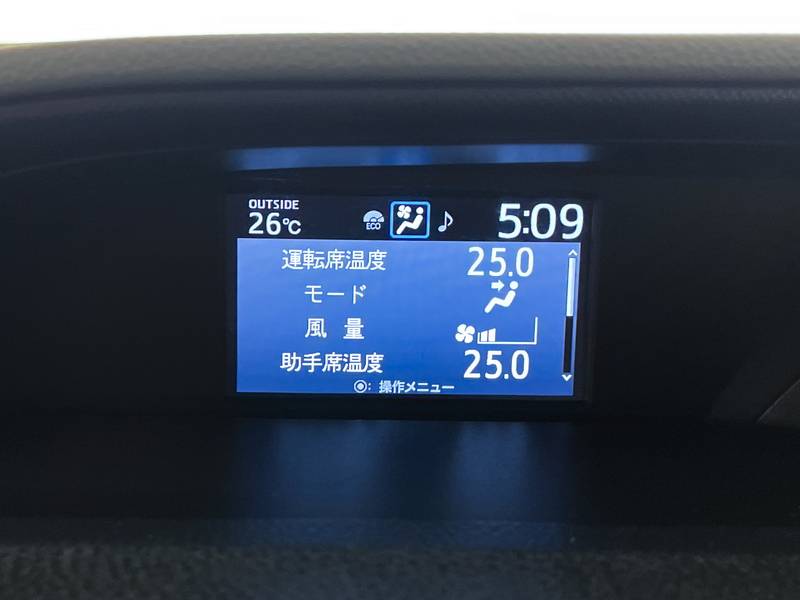 OUTSIDE
26℃
ECO
5:09
運転席温度 25.0
モード
風 量
助手席温度 25.0
◉: 操作メニュー